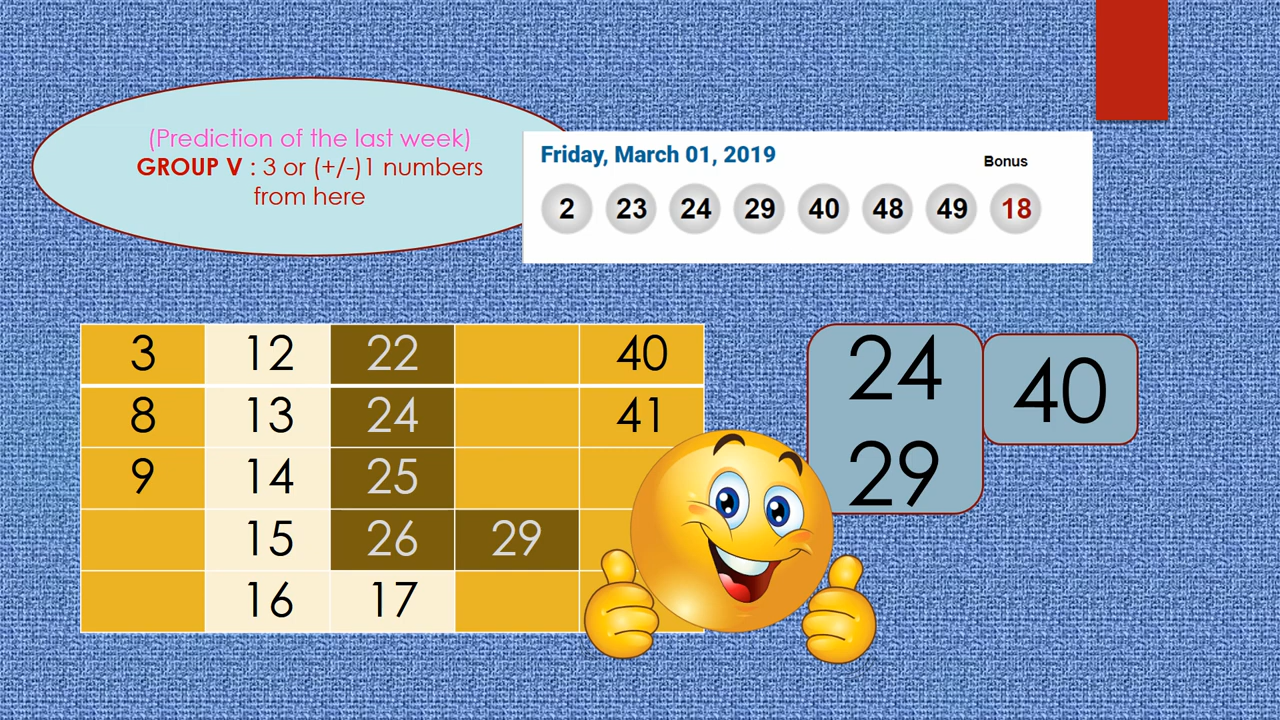 (Prediction of the last week)
GROUP V : 3 or (+/-)1 numbers
from here
Friday, March 01, 2019
Bonus
2 23 24 29 40 48 49 18
3 12 22 40
8 13 24 41
9 14 25
15 26 29
16 17
24
29
40